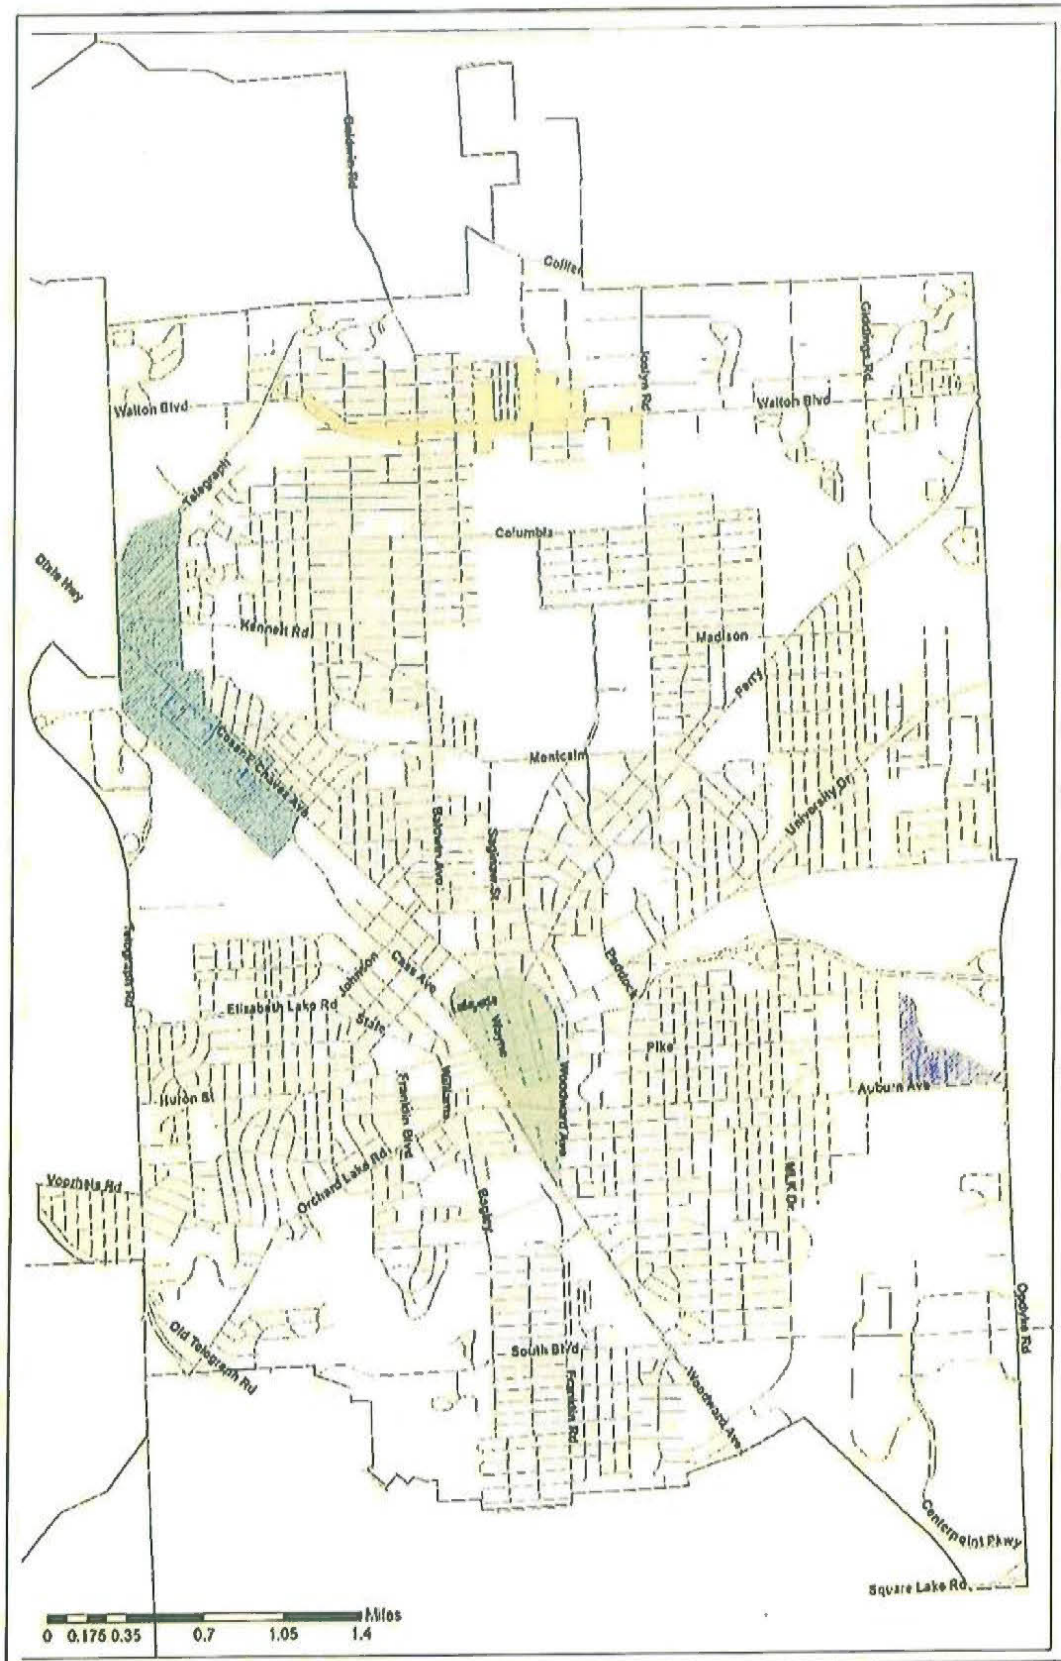 Baldwin Rd
Collier
Giddings Rd
Joslyn Rd
Walton Blvd
Walton Blvd
Telegraph
Columbia
Dixie Hwy
Kennett Rd
Madison
Perry
Cesar E Chavez Ave
Montcalm
University Dr
Baldwin Ave
Saginaw St
Telegraph Rd
Johnson
Cass Ave
Paddock
Elizabeth Lake Rd
Lafayette
Wayne
State
Pike
Williams
Franklin Blvd
Woodward Ave
Auburn Ave
Huron St
Orchard Lake Rd
Voorheis Rd
M.L.K Dr.
Bagley
Opdyke Rd
Old Telegraph Rd
South Blvd
Franklin Rd
Woodward Ave
Centerpoint Pkwy
Square Lake Rd
Miles
0 0.175 0.35 0.7 1.05 1.4